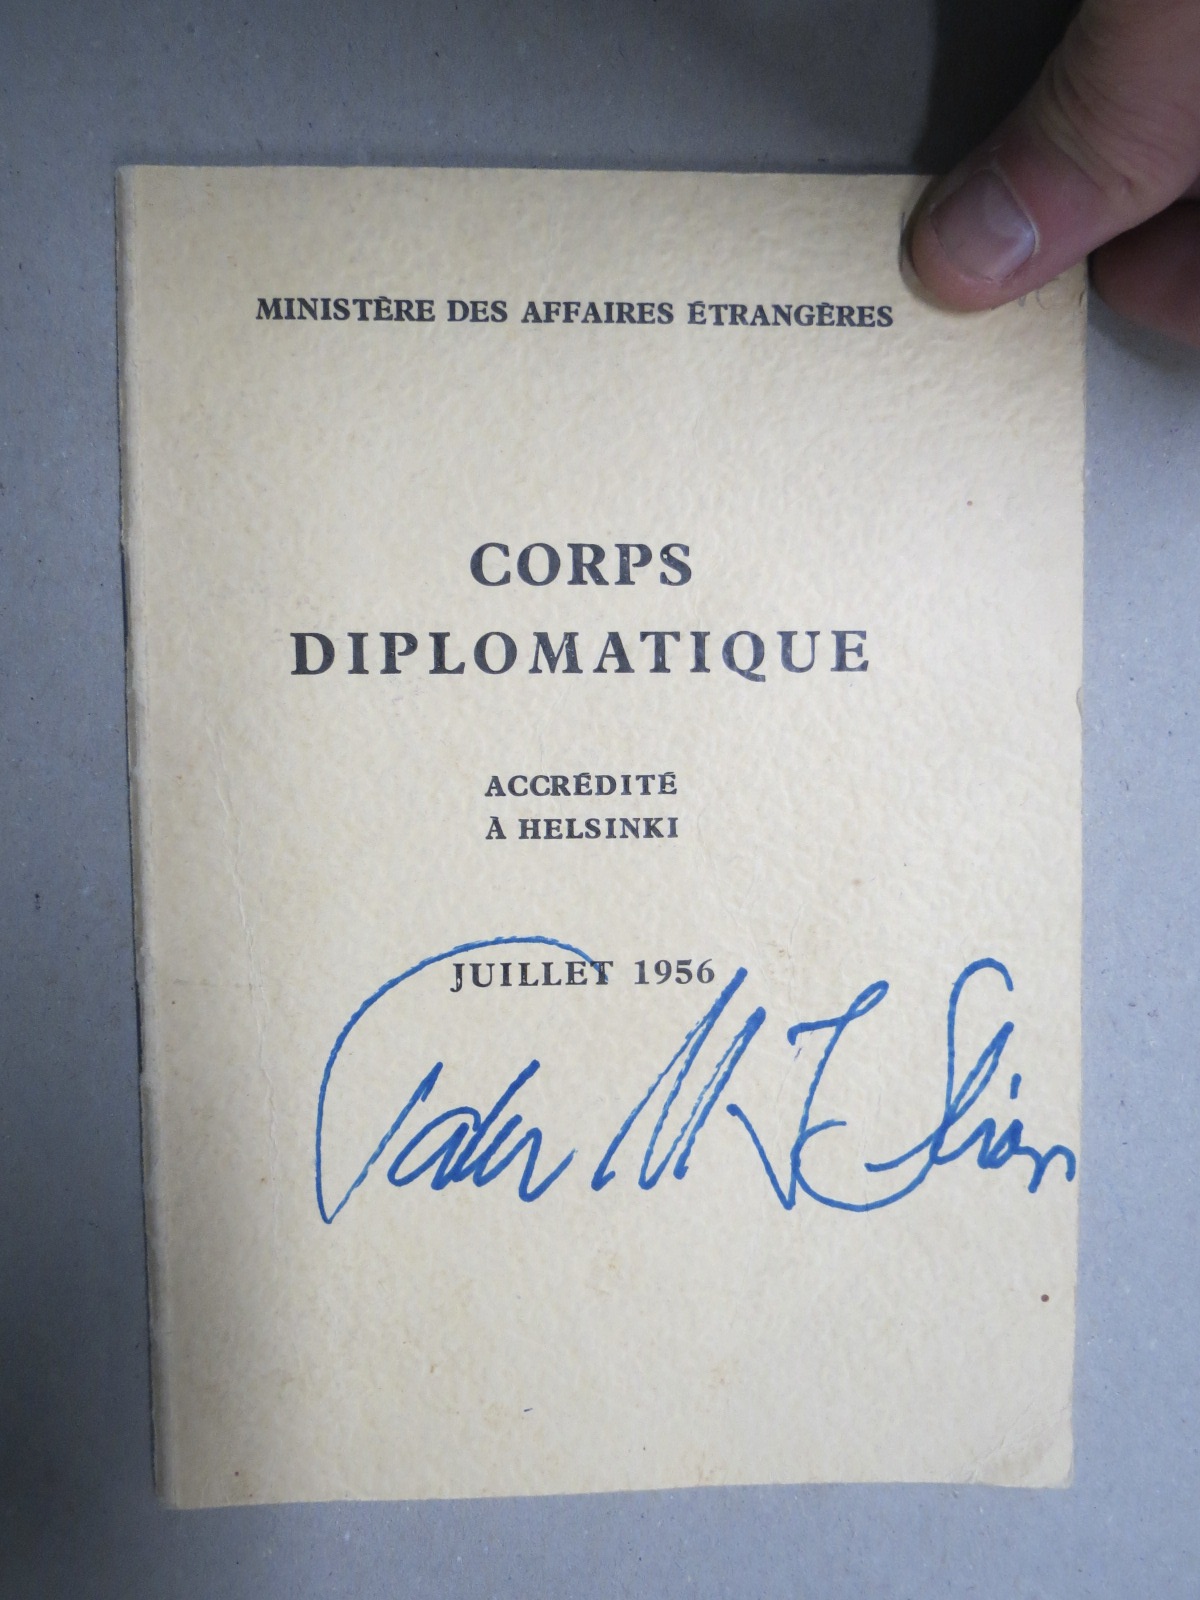 MINISTÈRE DES AFFAIRES ÉTRANGÈRES
CORPS
DIPLOMATIQUE
ACCRÉDITÉ
À HELSINKI
JUILLET 1956